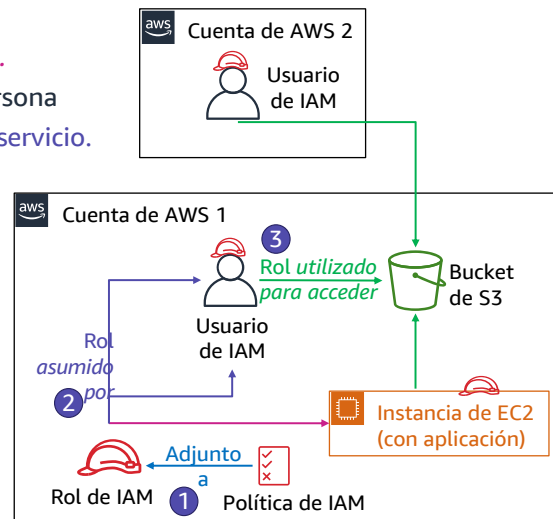 aws
Cuenta de AWS 2
Usuario
de IAM
.
rsona
servicio.
aws
Cuenta de AWS 1
3
Rol utilizado
para acceder
Bucket
de S3
Usuario
de IAM
Rol
asumido
por
2
Instancia de EC2
(con aplicación)
Adjunto
a
1
Rol de IAM
Política de IAM